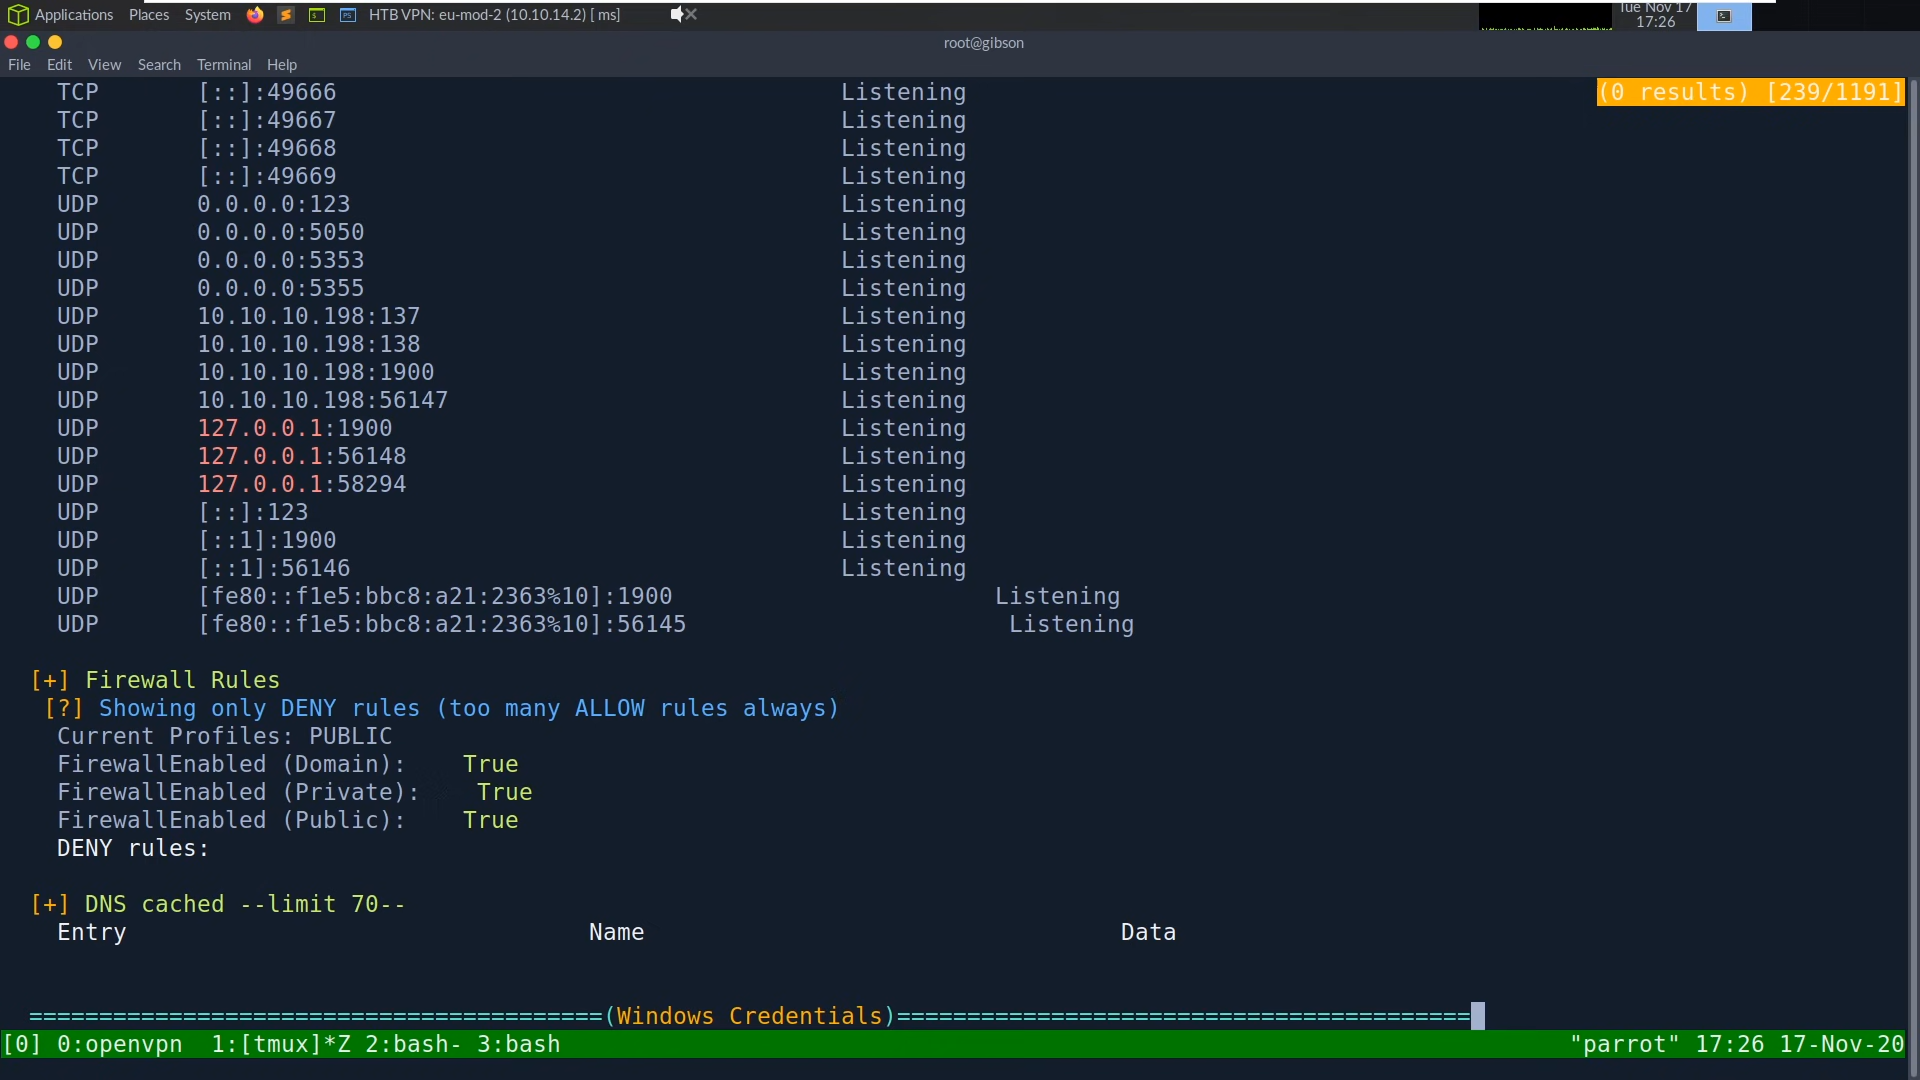 Applications Places System HTB VPN: eu-mod-2 (10.10.14.2) [ ms] Tue Nov 17
17:26
root@gibson
File Edit View Search Terminal Help
TCP [::]:49666 Listening (0 results) [239/1191]
TCP [::]:49667 Listening
TCP [::]:49668 Listening
TCP [::]:49669 Listening
UDP 0.0.0.0:123 Listening
UDP 0.0.0.0:5050 Listening
UDP 0.0.0.0:5353 Listening
UDP 0.0.0.0:5355 Listening
UDP 10.10.10.198:137 Listening
UDP 10.10.10.198:138 Listening
UDP 10.10.10.198:1900 Listening
UDP 10.10.10.198:56147 Listening
UDP 127.0.0.1:1900 Listening
UDP 127.0.0.1:56148 Listening
UDP 127.0.0.1:58294 Listening
UDP [::]:123 Listening
UDP [::1]:1900 Listening
UDP [::1]:56146 Listening
UDP [fe80::f1e5:bbc8:a21:2363%10]:1900 Listening
UDP [fe80::f1e5:bbc8:a21:2363%10]:56145 Listening
[+] Firewall Rules
[?] Showing only DENY rules (too many ALLOW rules always)
Current Profiles: PUBLIC
FirewallEnabled (Domain): True
FirewallEnabled (Private): True
FirewallEnabled (Public): True
DENY rules:
[+] DNS cached --limit 70--
Entry Name Data
=========================================(Windows Credentials)=========================================
[0] 0:openvpn 1:[tmux]*Z 2:bash- 3:bash "parrot" 17:26 17-Nov-20